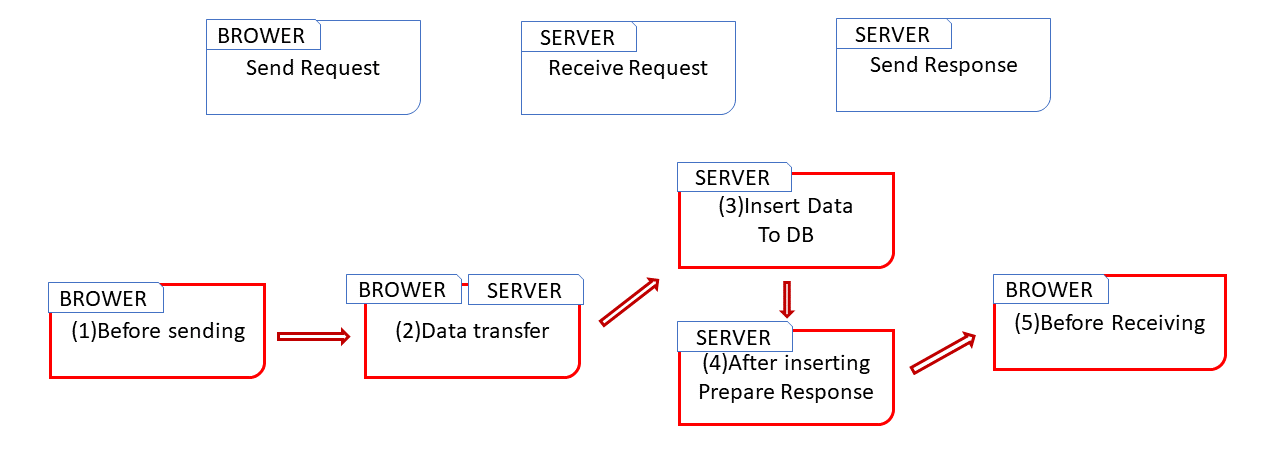 BROWER
Send Request
SERVER
Receive Request
SERVER
Send Response
SERVER
(3)Insert Data
To DB
BROWER
(1)Before sending
BROWER
SERVER
(2)Data transfer
SERVER
(4)After inserting
Prepare Response
BROWER
(5)Before Receiving